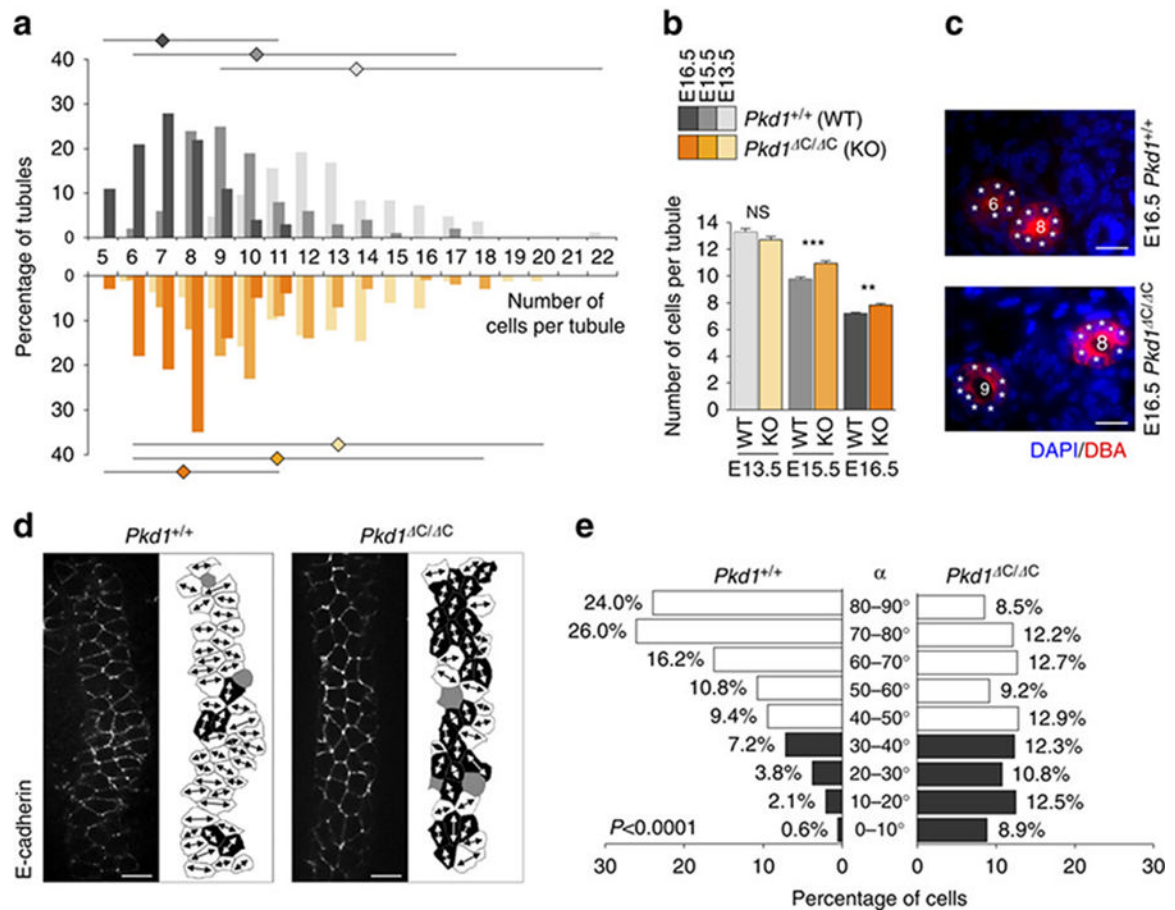 a
40
30
20
10
0
Percentage of tubules
5 6 7 8 9 10 11 12 13 14 15 16 17 18 20 22
0
10
20
30
40
Number of
cells per tubule
b
E16.5
E15.5
E13.5
Pkd1+/+ (WT)
Pkd1ΔC/ΔC (KO)
Number of cells per tubule
14
12
10
8
6
4
2
0
NS
***
**
WT KO WT KO WT KO
E13.5 E15.5 E16.5
c
6
8
E16.5 Pkd1+/+
8
9
E16.5 Pkd1ΔC/ΔC
DAPI/DBA
d
Pkd1+/+
Pkd1ΔC/ΔC
E-cadherin
e
Pkd1+/+ α Pkd1ΔC/ΔC
24.0% 80–90° 8.5%
26.0% 70–80° 12.2%
16.2% 60–70° 12.7%
10.8% 50–60° 9.2%
9.4% 40–50° 12.9%
7.2% 30–40° 12.3%
3.8% 20–30° 10.8%
2.1% 10–20° 12.5%
P<0.0001 0.6% 0–10° 8.9%
30 20 10 0 0 10 20 30
Percentage of cells